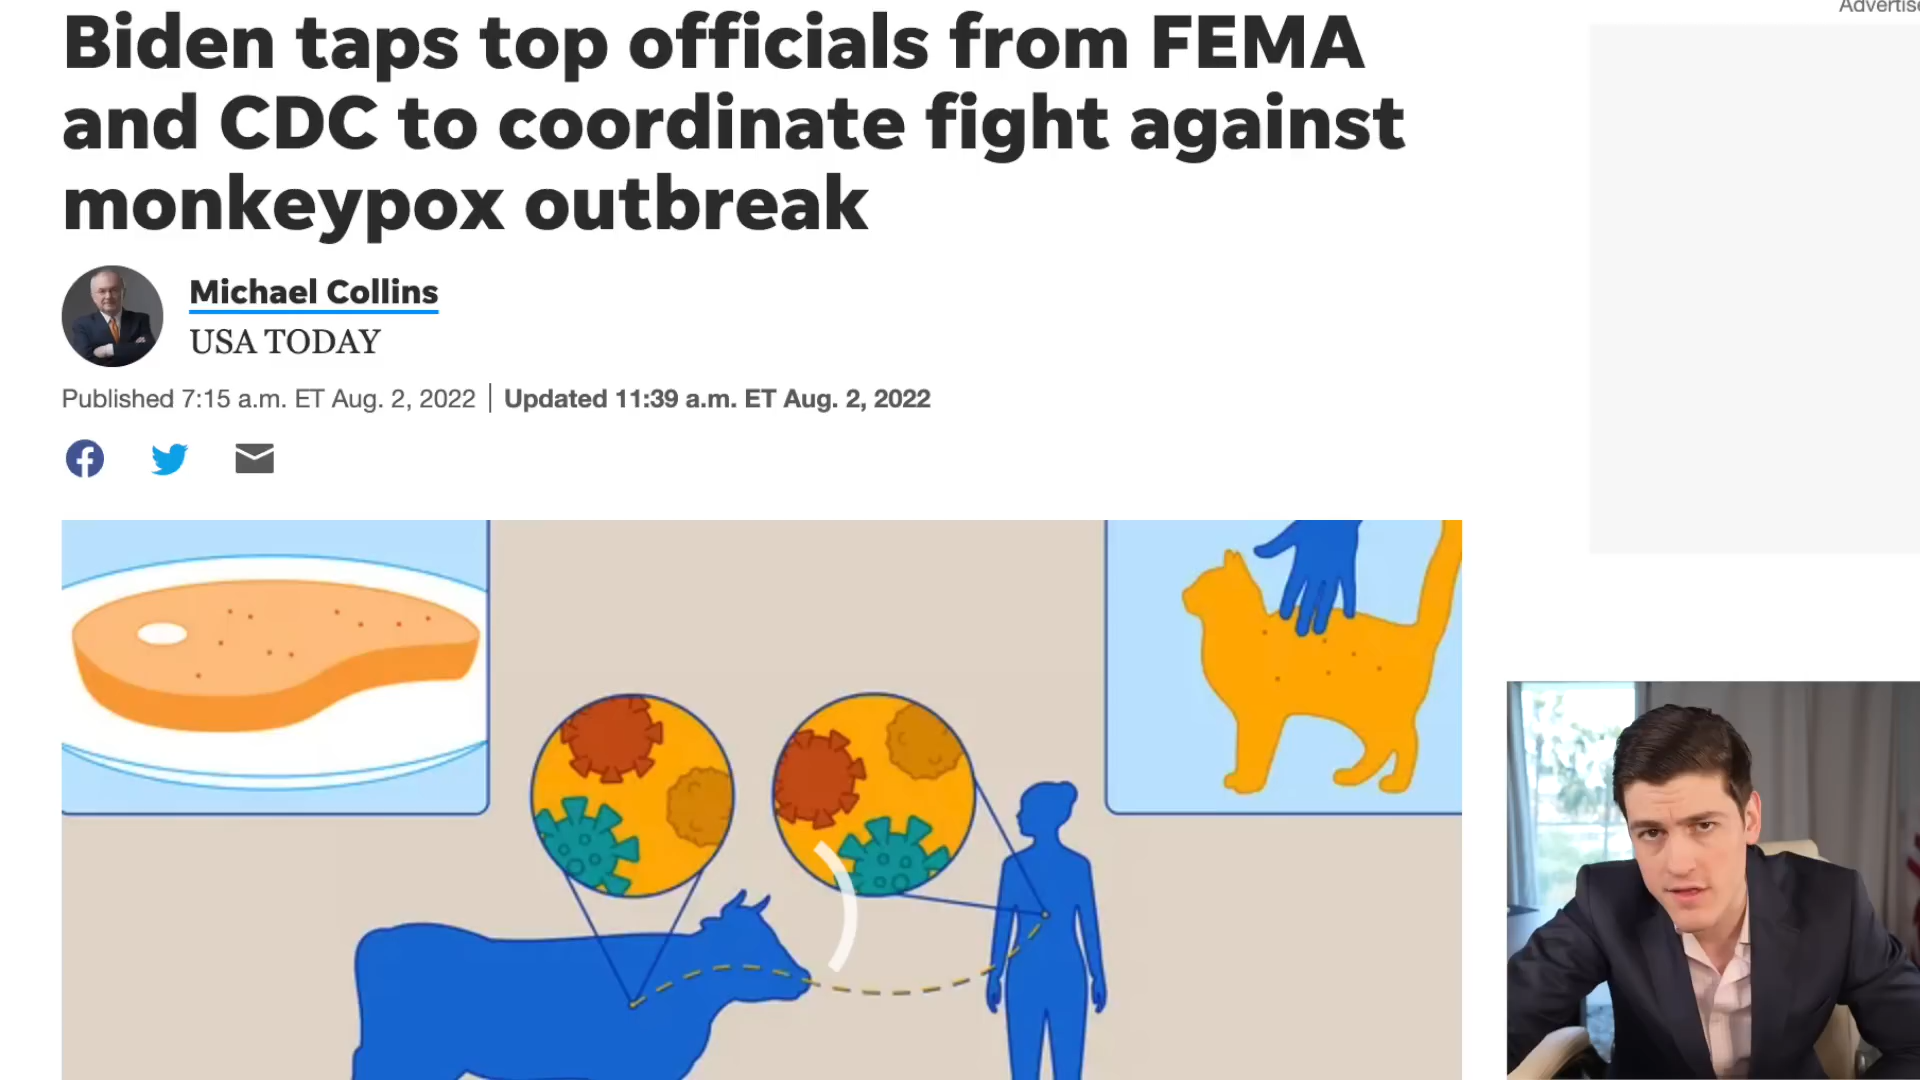 Biden taps top officials from FEMA
and CDC to coordinate fight against
monkeypox outbreak
Michael Collins
USA TODAY
Published 7:15 a.m. ET Aug. 2, 2022 | Updated 11:39 a.m. ET Aug. 2, 2022